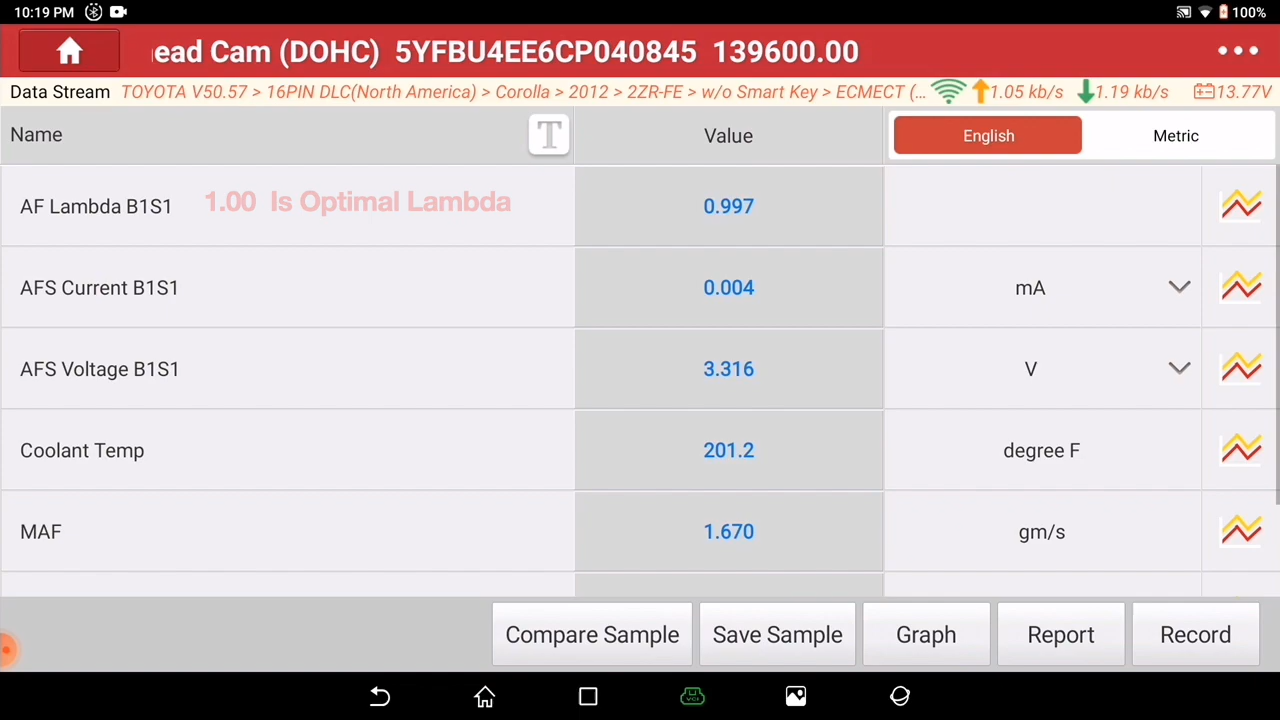 10:19 PM 100%
ead Cam (DOHC) 5YFBU4EE6CP040845 139600.00
Data Stream TOYOTA V50.57 > 16PIN DLC(North America) > Corolla > 2012 > 2ZR-FE > w/o Smart Key > ECMECT (... 1.05 kb/s 1.19 kb/s 13.77V
Name T Value English Metric
AF Lambda B1S1 1.00 Is Optimal Lambda 0.997
AFS Current B1S1 0.004 mA
AFS Voltage B1S1 3.316 V
Coolant Temp 201.2 degree F
MAF 1.670 gm/s
Compare Sample Save Sample Graph Report Record
VCI